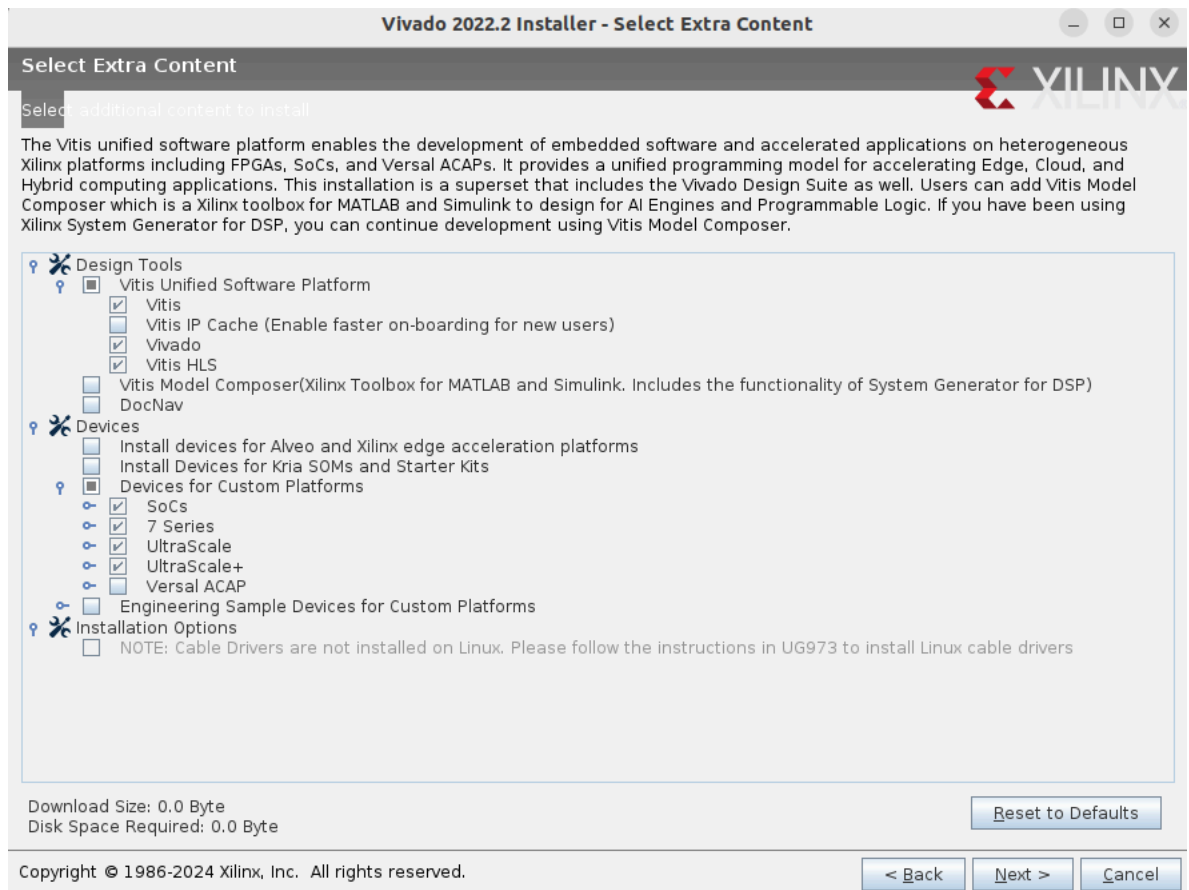 Vivado 2022.2 Installer - Select Extra Content
Select Extra Content
XILINX
Select additional content to install
The Vitis unified software platform enables the development of embedded software and accelerated applications on heterogeneous
Xilinx platforms including FPGAs, SoCs, and Versal ACAPs. It provides a unified programming model for accelerating Edge, Cloud, and
Hybrid computing applications. This installation is a superset that includes the Vivado Design Suite as well. Users can add Vitis Model
Composer which is a Xilinx toolbox for MATLAB and Simulink to design for AI Engines and Programmable Logic. If you have been using
Xilinx System Generator for DSP, you can continue development using Vitis Model Composer.
Design Tools
Vitis Unified Software Platform
Vitis
Vitis IP Cache (Enable faster on-boarding for new users)
Vivado
Vitis HLS
Vitis Model Composer(Xilinx Toolbox for MATLAB and Simulink. Includes the functionality of System Generator for DSP)
DocNav
Devices
Install devices for Alveo and Xilinx edge acceleration platforms
Install Devices for Kria SOMs and Starter Kits
Devices for Custom Platforms
SoCs
7 Series
UltraScale
UltraScale+
Versal ACAP
Engineering Sample Devices for Custom Platforms
Installation Options
NOTE: Cable Drivers are not installed on Linux. Please follow the instructions in UG973 to install Linux cable drivers
Download Size: 0.0 Byte
Disk Space Required: 0.0 Byte
Reset to Defaults
Copyright © 1986-2024 Xilinx, Inc. All rights reserved.
< Back
Next >
Cancel